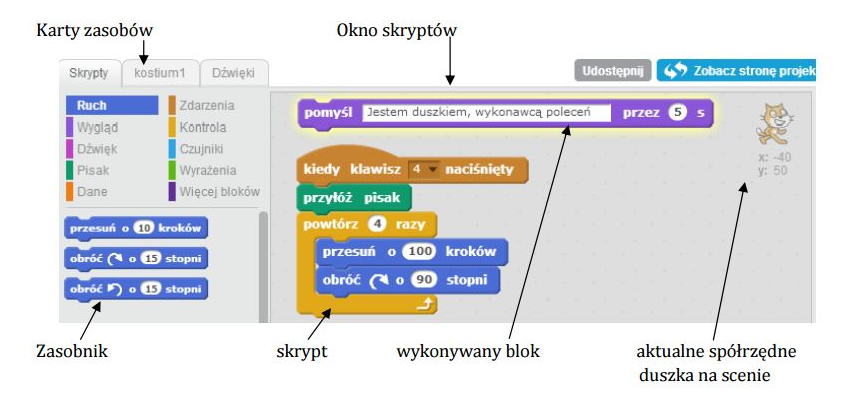 Karty zasobów
Okno skryptów
Skrypty kostium1 Dźwięki
Udostępnij Zobacz stronę projek
Ruch Zdarzenia
Wygląd Kontrola
Dźwięk Czujniki
Pisak Wyrażenia
Dane Więcej bloków
przesuń o 10 kroków
obróć o 15 stopni
obróć o 15 stopni
pomyśl Jestem duszkiem, wykonawcą poleceń przez 5 s
kiedy klawisz 4 naciśnięty
przyłóż pisak
powtórz 4 razy
przesuń o 100 kroków
obróć o 90 stopni
x: -40
y: 50
Zasobnik
skrypt
wykonywany blok
aktualne spółrzędne
duszka na scenie